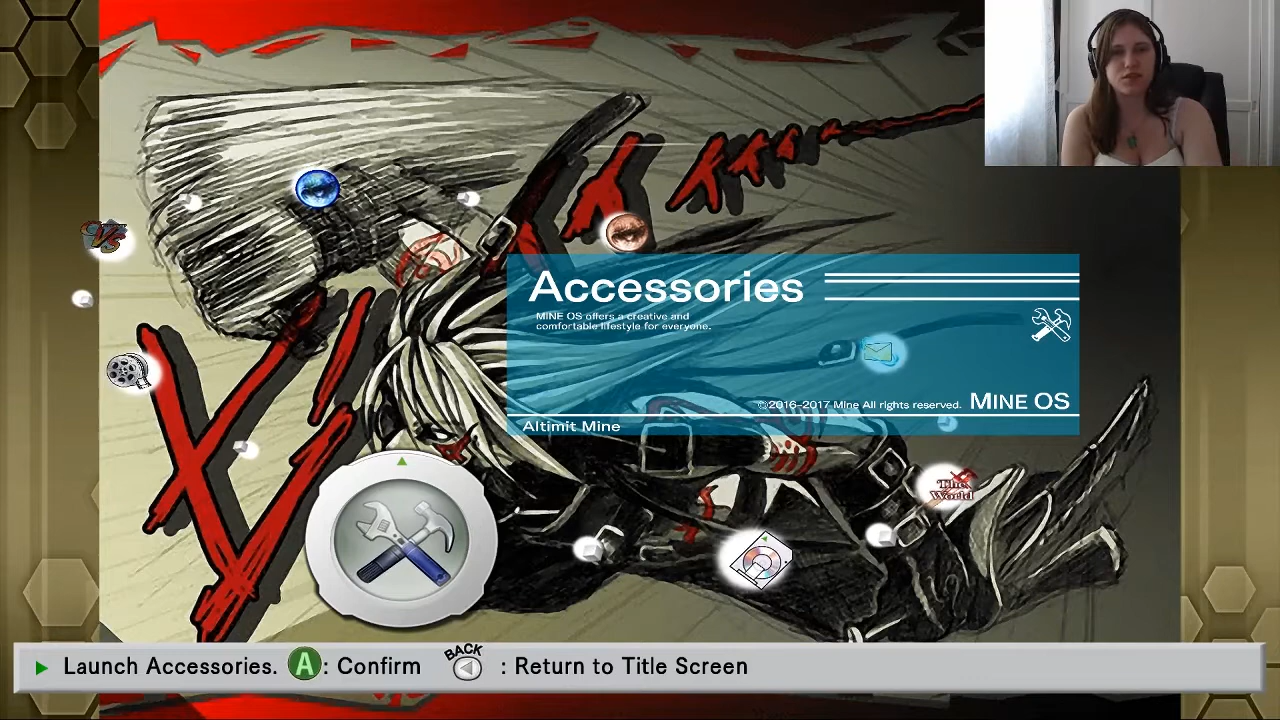 Vs
Accessories
MINE OS offers a creative and
comfortable lifestyle for everyone.
©2016-2017 Mine All rights reserved. MINE OS
Altimit Mine
The
World
Launch Accessories. A : Confirm BACK : Return to Title Screen